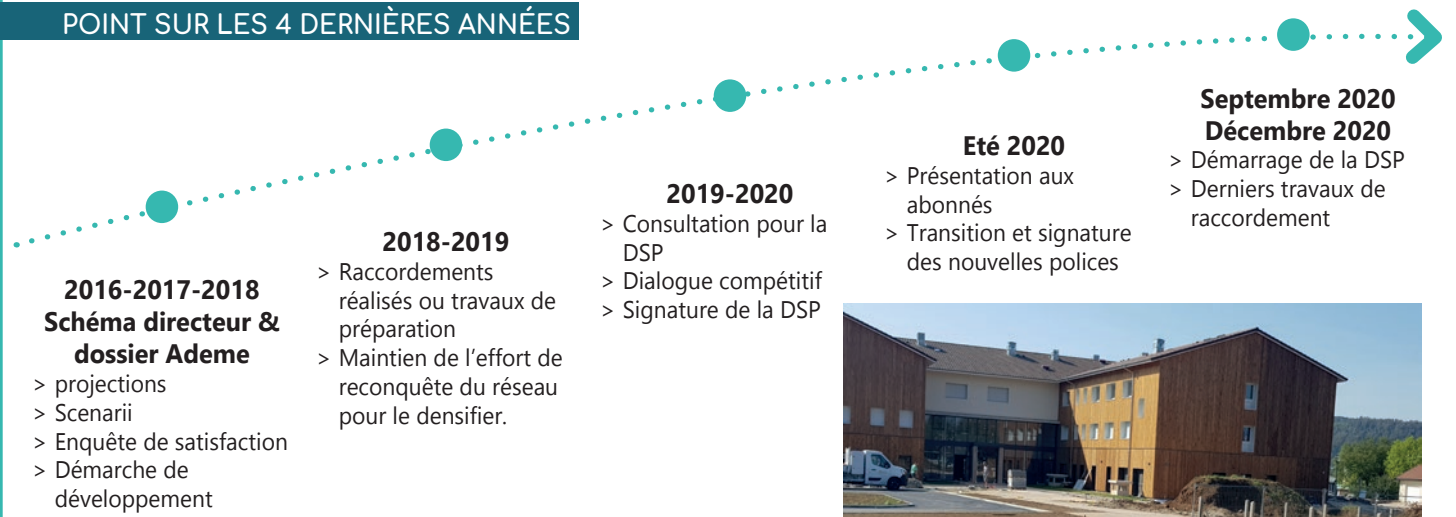 POINT SUR LES 4 DERNIÈRES ANNÉES
2016-2017-2018
Schéma directeur &
dossier Ademe
> projections
> Scenarii
> Enquête de satisfaction
> Démarche de
développement
2018-2019
> Raccordements
réalisés ou travaux de
préparation
> Maintien de l'effort de
reconquête du réseau
pour le densifier.
2019-2020
> Consultation pour la
DSP
> Dialogue compétitif
> Signature de la DSP
Eté 2020
> Présentation aux
abonnés
> Transition et signature
des nouvelles polices
Septembre 2020
Décembre 2020
> Démarrage de la DSP
> Derniers travaux de
raccordement